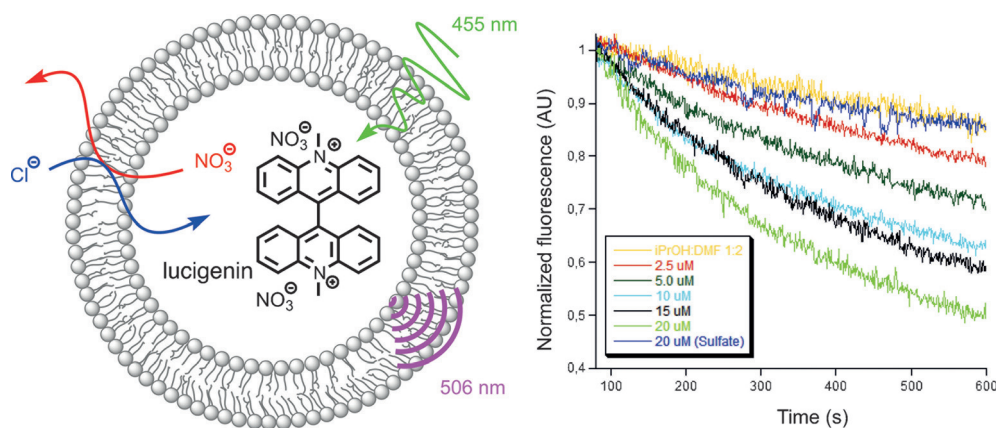 455 nm
NO3⊖
N
⊕
Cl⊖
NO3⊖
lucigenin
N
⊕
NO3⊖
506 nm
Normalized fluorescence (AU)
1
0,9
0,8
0,7
0,6
0,5
0,4
iPrOH:DMF 1:2
2.5 uM
5.0 uM
10 uM
15 uM
20 uM
20 uM (Sulfate)
100 200 300 400 500 600
Time (s)